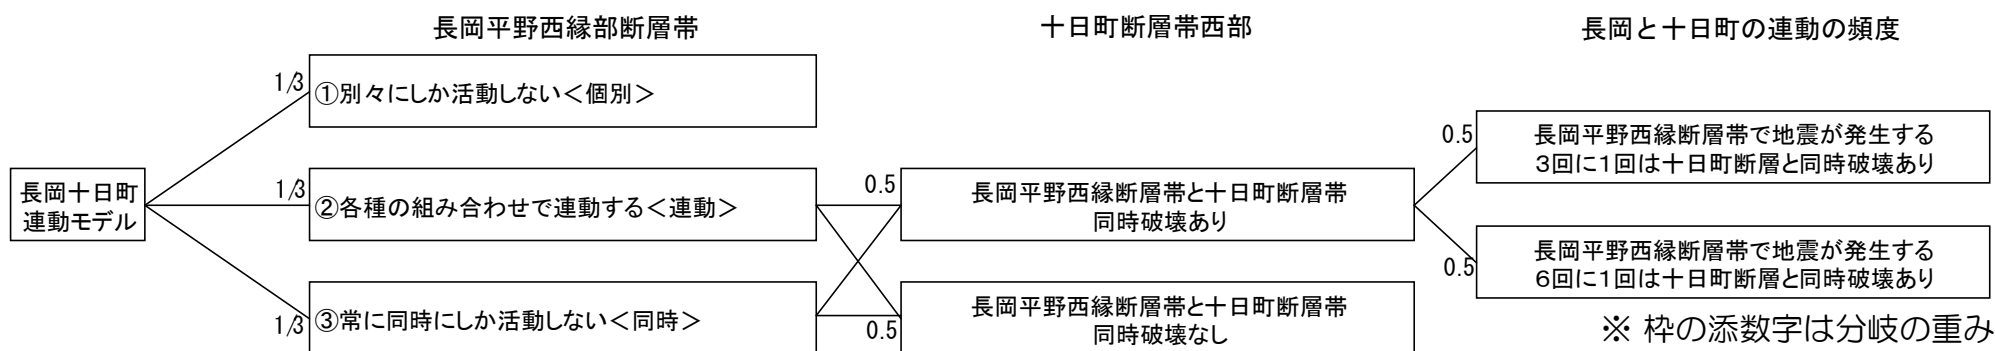 長岡平野西縁部断層帯
十日町断層帯西部
長岡と十日町の連動の頻度
長岡十日町
連動モデル
1/3
①別々にしか活動しない＜個別＞
1/3
②各種の組み合わせで連動する＜連動＞
1/3
③常に同時にしか活動しない＜同時＞
0.5
長岡平野西縁断層帯と十日町断層帯
同時破壊あり
0.5
長岡平野西縁断層帯と十日町断層帯
同時破壊なし
0.5
長岡平野西縁断層帯で地震が発生する
3回に1回は十日町断層と同時破壊あり
0.5
長岡平野西縁断層帯で地震が発生する
6回に1回は十日町断層と同時破壊あり
※ 枠の添数字は分岐の重み